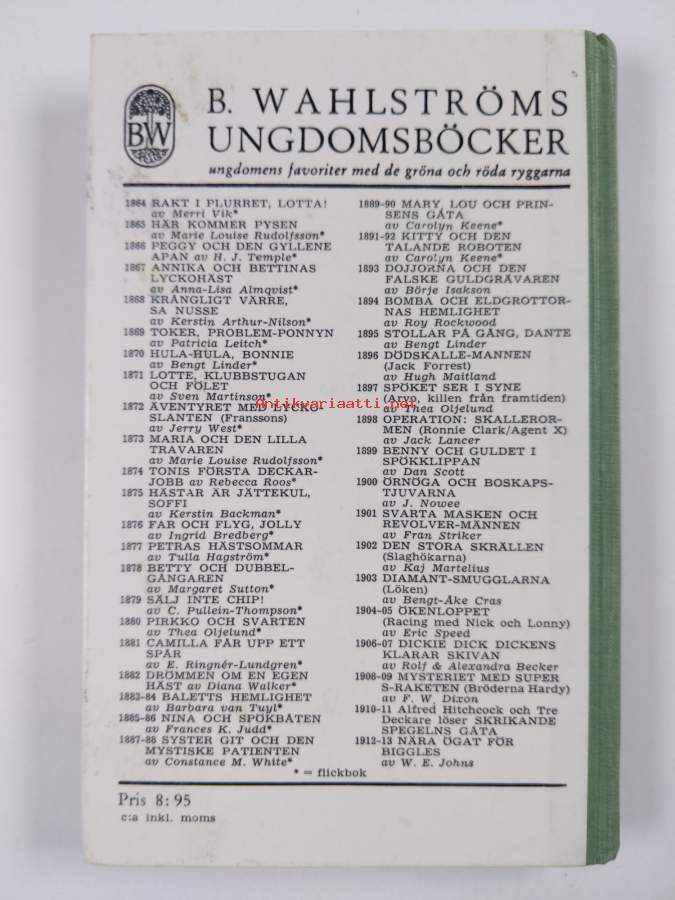 BW
B. WAHLSTRÖMS
UNGDOMSBÖCKER
ungdomens favoriter med de gröna och röda ryggarna
1864 RAKT I PLURRET, LOTTA!
av Merri Vik*
1865 HÄR KOMMER PYSEN
av Marie Louise Rudolfsson*
1866 PEGGY OCH DEN GYLLENE
APAN av H. J. Temple*
1867 ANNIKA OCH BETTINAS
LYCKOHÄST
av Anna-Lisa Almqvist*
1868 KRÅNGLIGT VÄRRE,
SA NUSSE
av Kerstin Arthur-Nilson*
1869 TOKER, PROBLEM-PONNYN
av Patricia Leitch*
1870 HULA-HULA, BONNIE
av Bengt Linder*
1871 LOTTE, KLUBBSTUGAN
OCH FÖLET
av Sven Martinson*
1872 ÄVENTYRET MED LYCKO-
SLANTEN (Franssons)
av Jerry West*
1873 MARIA OCH DEN LILLA
TRAVAREN
av Marie Louise Rudolfsson*
1874 TONIS FÖRSTA DECKAR-
JOBB av Rebecca Roos*
1875 HÄSTAR ÄR JÄTTEKUL,
SOFFI
av Kerstin Backman*
1876 FAR OCH FLYG, JOLLY
av Ingrid Bredberg*
1877 PETRAS HÄSTSOMMAR
av Tulla Hagström*
1878 BETTY OCH DUBBEL-
GÅNGAREN
av Margaret Sutton*
1879 SÄLJ INTE CHIP!
av C. Pullein-Thompson*
1880 PIRKKO OCH SVARTEN
av Thea Oljelund*
1881 CAMILLA FÅR UPP ETT
SPÅR
av E. Ringnér-Lundgren*
1882 DRÖMMEN OM EN EGEN
HÄST av Diana Walker*
1883-84 BALETTS HEMLIGHET
av Barbara van Tuyl*
1885-86 NINA OCH SPÖKBÅTEN
av Frances K. Judd*
1887-88 SYSTER GIT OCH DEN
MYSTISKE PATIENTEN
av Constance M. White*
1889-90 MARY, LOU OCH PRIN-
SENS GÅTA
av Carolyn Keene*
1891-92 KITTY OCH DEN
TALANDE ROBOTEN
av Carolyn Keene*
1893 DOJJORNA OCH DEN
FALSKE GULDGRÄVAREN
av Börje Isakson
1894 BOMBA OCH ELDGROTTOR-
NAS HEMLIGHET
av Roy Rockwood
1895 STOLLAR PÅ GÅNG, DANTE
av Bengt Linder
1896 DÖDSKALLE-MANNEN
(Jack Forrest)
av Hugh Maitland
1897 SPÖKET SER I SYNE
(Arvo, killen från framtiden)
av Thea Oljelund
1898 OPERATION: SKALLEROR-
MEN (Ronnie Clark/Agent X)
av Jack Lancer
1899 BENNY OCH GULDET I
SPÖKKLIPPAN
av Dan Scott
1900 ÖRNÖGA OCH BOSKAPS-
TJUVARNA
av J. Nowee
1901 SVARTA MASKEN OCH
REVOLVER-MÄNNEN
av Fran Striker
1902 DEN STORA SKRÄLLEN
(Slaghökarna)
av Kaj Martelius
1903 DIAMANT-SMUGGLARNA
(Löken)
av Bengt-Åke Cras
1904-05 ÖKENLOPPET
(Racing med Nick och Lonny)
av Eric Speed
1906-07 DICKIE DICK DICKENS
KLARAR SKIVAN
av Rolf & Alexandra Becker
1908-09 MYSTERIET MED SUPER
S-RAKETEN (Bröderna Hardy)
av F. W. Dixon
1910-11 Alfred Hitchcock och Tre
Deckare löser SKRIKANDE
SPEGELNS GÅTA
1912-13 NÄRA ÖGAT FÖR
BIGGLES
av W. E. Johns
* = flickbok
Pris 8:95
c:a inkl. moms
antikvariaatti.net